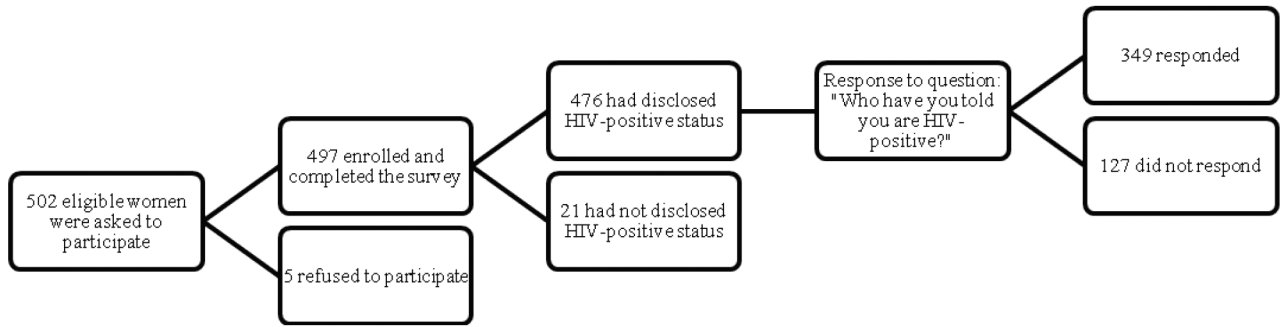 502 eligible women
were asked to
participate
497 enrolled and
completed the survey
5 refused to participate
476 had disclosed
HIV-positive status
21 had not disclosed
HIV-positive status
Response to question:
"Who have you told
you are HIV-
positive?"
349 responded
127 did not respond